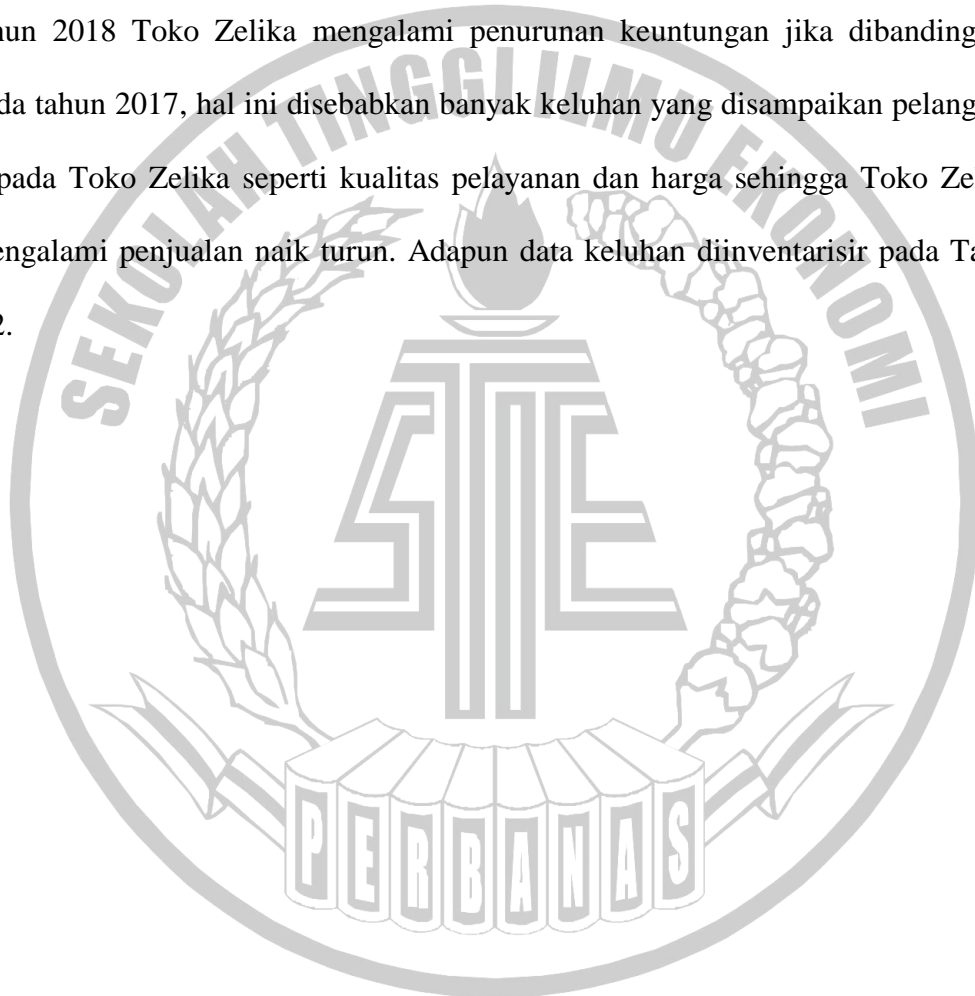 hun 2018 Toko Zelika mengalami penurunan keuntungan jika dibanding
da tahun 2017, hal ini disebabkan banyak keluhan yang disampaikan pelang
pada Toko Zelika seperti kualitas pelayanan dan harga sehingga Toko Ze
engalami penjualan naik turun. Adapun data keluhan diinventarisir pada Ta
2.
SEKOLAH TINGGI ILMU EKONOMI
STIE
PERBANAS